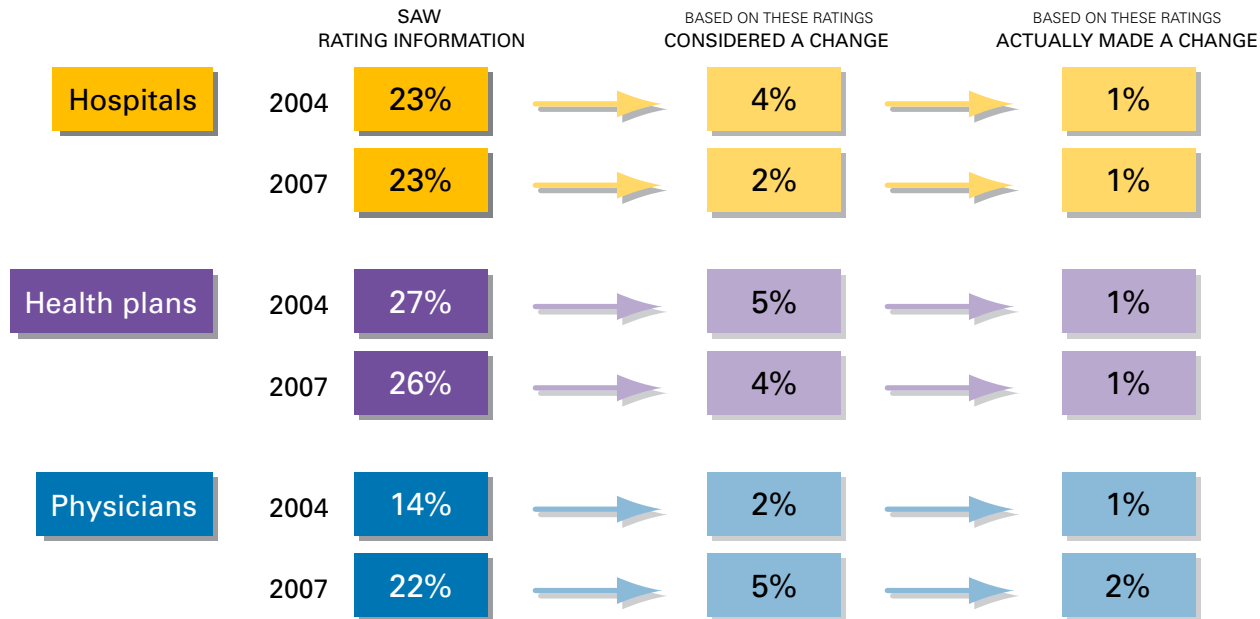 SAW
RATING INFORMATION
BASED ON THESE RATINGS
CONSIDERED A CHANGE
BASED ON THESE RATINGS
ACTUALLY MADE A CHANGE
Hospitals
2004
23%
4%
1%
2007
23%
2%
1%
Health plans
2004
27%
5%
1%
2007
26%
4%
1%
Physicians
2004
14%
2%
1%
2007
22%
5%
2%